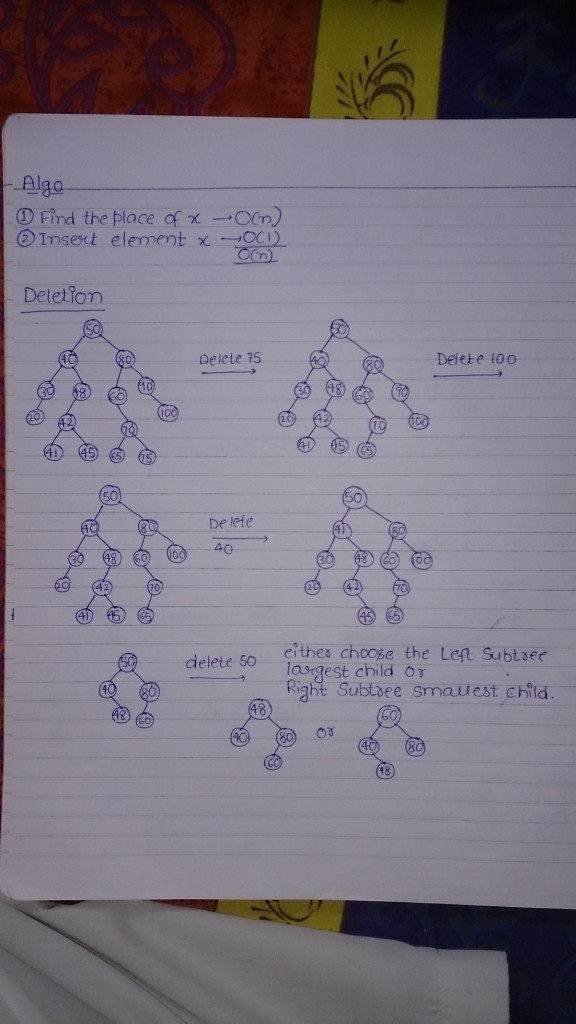 Algo
① Find the place of x → O(n)
② Insert element x → O(1)
O(n)
Deletion
50
40 80
30 48 60 90
20 42 70 100
41 45 65 75
Delete 75
50
40 80
30 48 60 90
20 42 70 100
41 45 65
Delete 100
50
40 80
30 48 60 100
20 42 70
41 45 65
Delete
40
50
41 80
30 48 60 100
20 42 70
45 65
50
40 80
48 60
delete 50
either choose the Left Subtree
largest child or
Right Subtree smallest child.
48
40 80
60
or
60
40 80
48